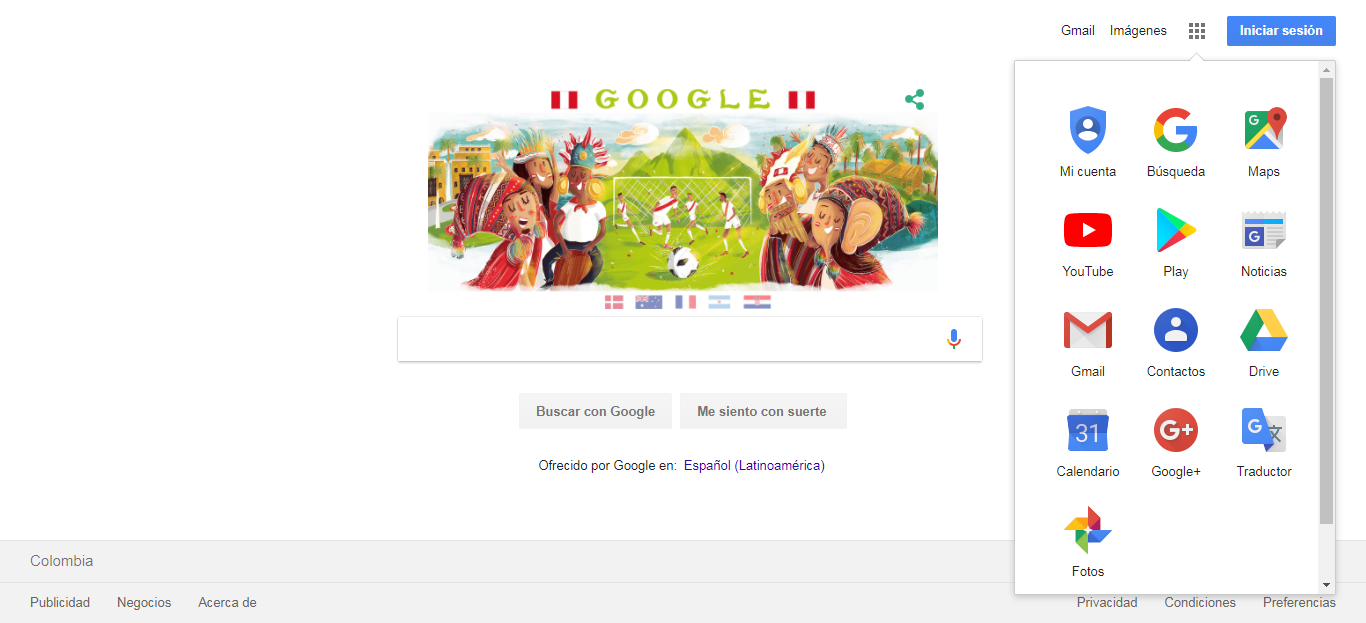 Gmail Imágenes Iniciar sesión
GOOGLE
Buscar con Google Me siento con suerte
Ofrecido por Google en: Español (Latinoamérica)
Mi cuenta Búsqueda Maps
YouTube Play Noticias
Gmail Contactos Drive
31
G+
Calendario Google+ Traductor
Fotos
Colombia
Publicidad Negocios Acerca de
Privacidad Condiciones Preferencias